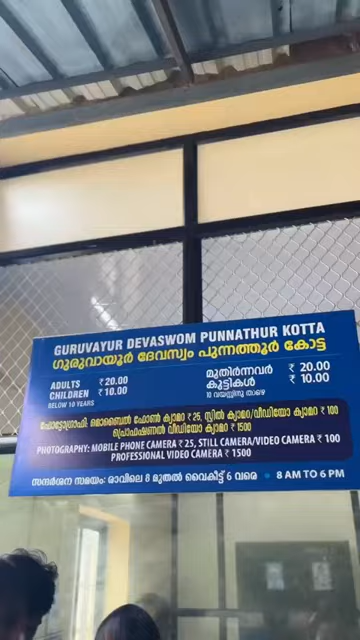 GURUVAYUR DEVASWOM PUNNATHUR KOTTA
ഗുരുവായൂർ ദേവസ്വം പുന്നത്തൂർ കോട്ട
ADULTS ₹ 20.00
CHILDREN ₹ 10.00
BELOW 10 YEARS
മുതിർന്നവർ ₹ 20.00
കുട്ടികൾ ₹ 10.00
10 വയസ്സിനു താഴെ
ഫോട്ടോഗ്രാഫി: മൊബൈൽ ഫോൺ ക്യാമറ ₹ 25, സ്റ്റിൽ ക്യാമറ/വീഡിയോ ക്യാമറ ₹ 100
പ്രൊഫഷണൽ വീഡിയോ ക്യാമറ ₹ 1500
PHOTOGRAPHY: MOBILE PHONE CAMERA ₹ 25, STILL CAMERA/VIDEO CAMERA ₹ 100
PROFESSIONAL VIDEO CAMERA ₹ 1500
സന്ദർശന സമയം: രാവിലെ 8 മുതൽ വൈകീട്ട് 6 വരെ • 8 AM TO 6 PM